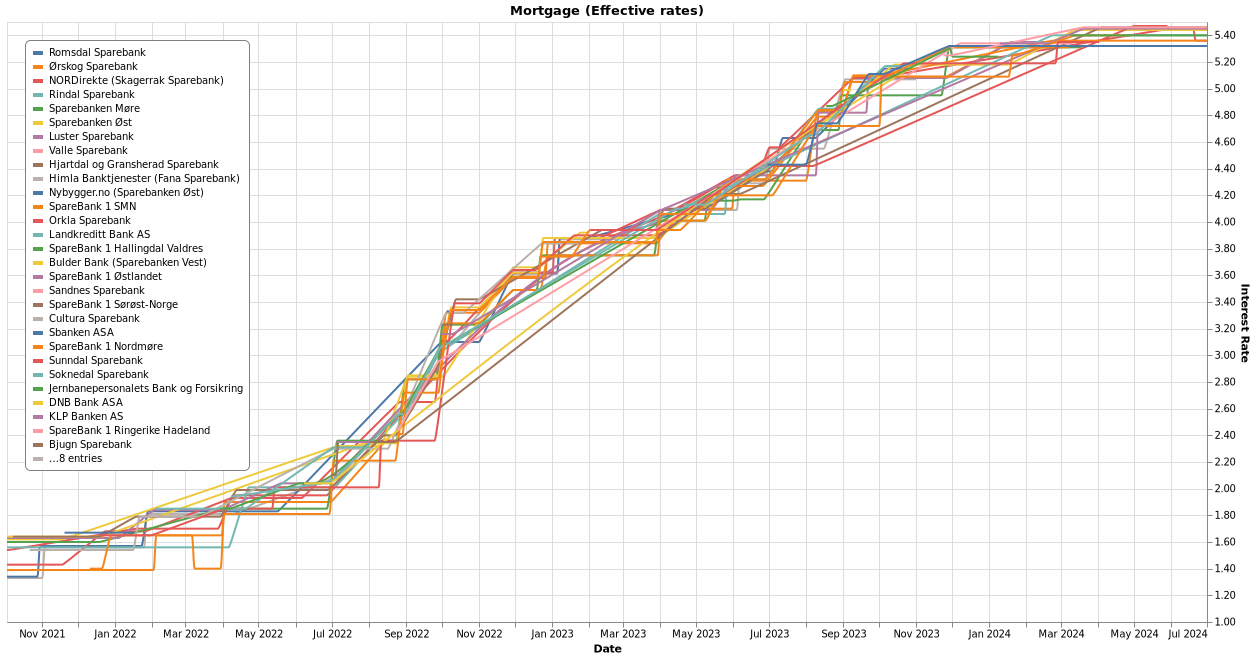 Mortgage (Effective rates)
Romsdal Sparebank
Ørskog Sparebank
NORDirekte (Skagerrak Sparebank)
Rindal Sparebank
Sparebanken Møre
Sparebanken Øst
Luster Sparebank
Valle Sparebank
Hjartdal og Gransherad Sparebank
Himla Banktjenester (Fana Sparebank)
Nybygger.no (Sparebanken Øst)
SpareBank 1 SMN
Orkla Sparebank
Landkreditt Bank AS
SpareBank 1 Hallingdal Valdres
Bulder Bank (Sparebanken Vest)
SpareBank 1 Østlandet
Sandnes Sparebank
SpareBank 1 Sørøst-Norge
Cultura Sparebank
Sbanken ASA
SpareBank 1 Nordmøre
Sunndal Sparebank
Soknedal Sparebank
Jernbanepersonalets Bank og Forsikring
DNB Bank ASA
KLP Banken AS
SpareBank 1 Ringerike Hadeland
Bjugn Sparebank
…8 entries
5.40
5.20
5.00
4.80
4.60
4.40
4.20
4.00
3.80
3.60
3.40
3.20
3.00
2.80
2.60
2.40
2.20
2.00
1.80
1.60
1.40
1.20
1.00
Interest Rate
Nov 2021 Jan 2022 Mar 2022 May 2022 Jul 2022 Sep 2022 Nov 2022 Jan 2023 Mar 2023 May 2023 Jul 2023 Sep 2023 Nov 2023 Jan 2024 Mar 2024 May 2024 Jul 2024
Date